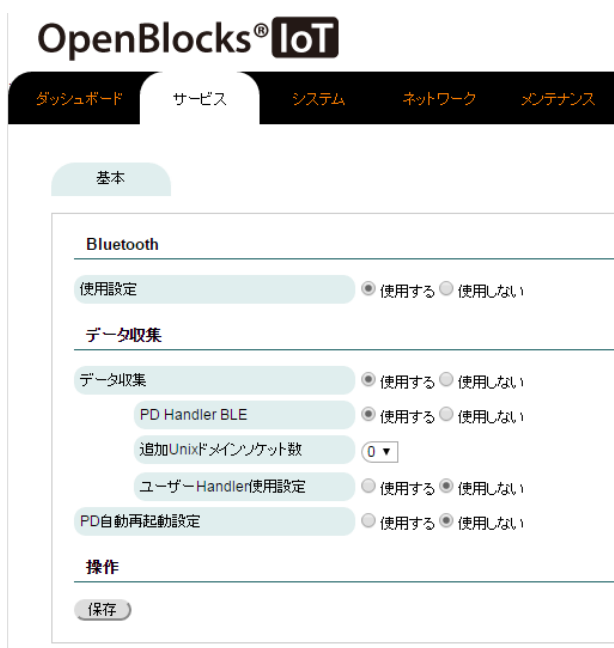 OpenBlocks® IoT
ダッシュボード サービス システム ネットワーク メンテナンス
基本
Bluetooth
使用設定 使用する 使用しない
データ収集
データ収集 使用する 使用しない
PD Handler BLE 使用する 使用しない
追加Unixドメインソケット数 0 ▼
ユーザーHandler使用設定 使用する 使用しない
PD自動再起動設定 使用する 使用しない
操作
保存